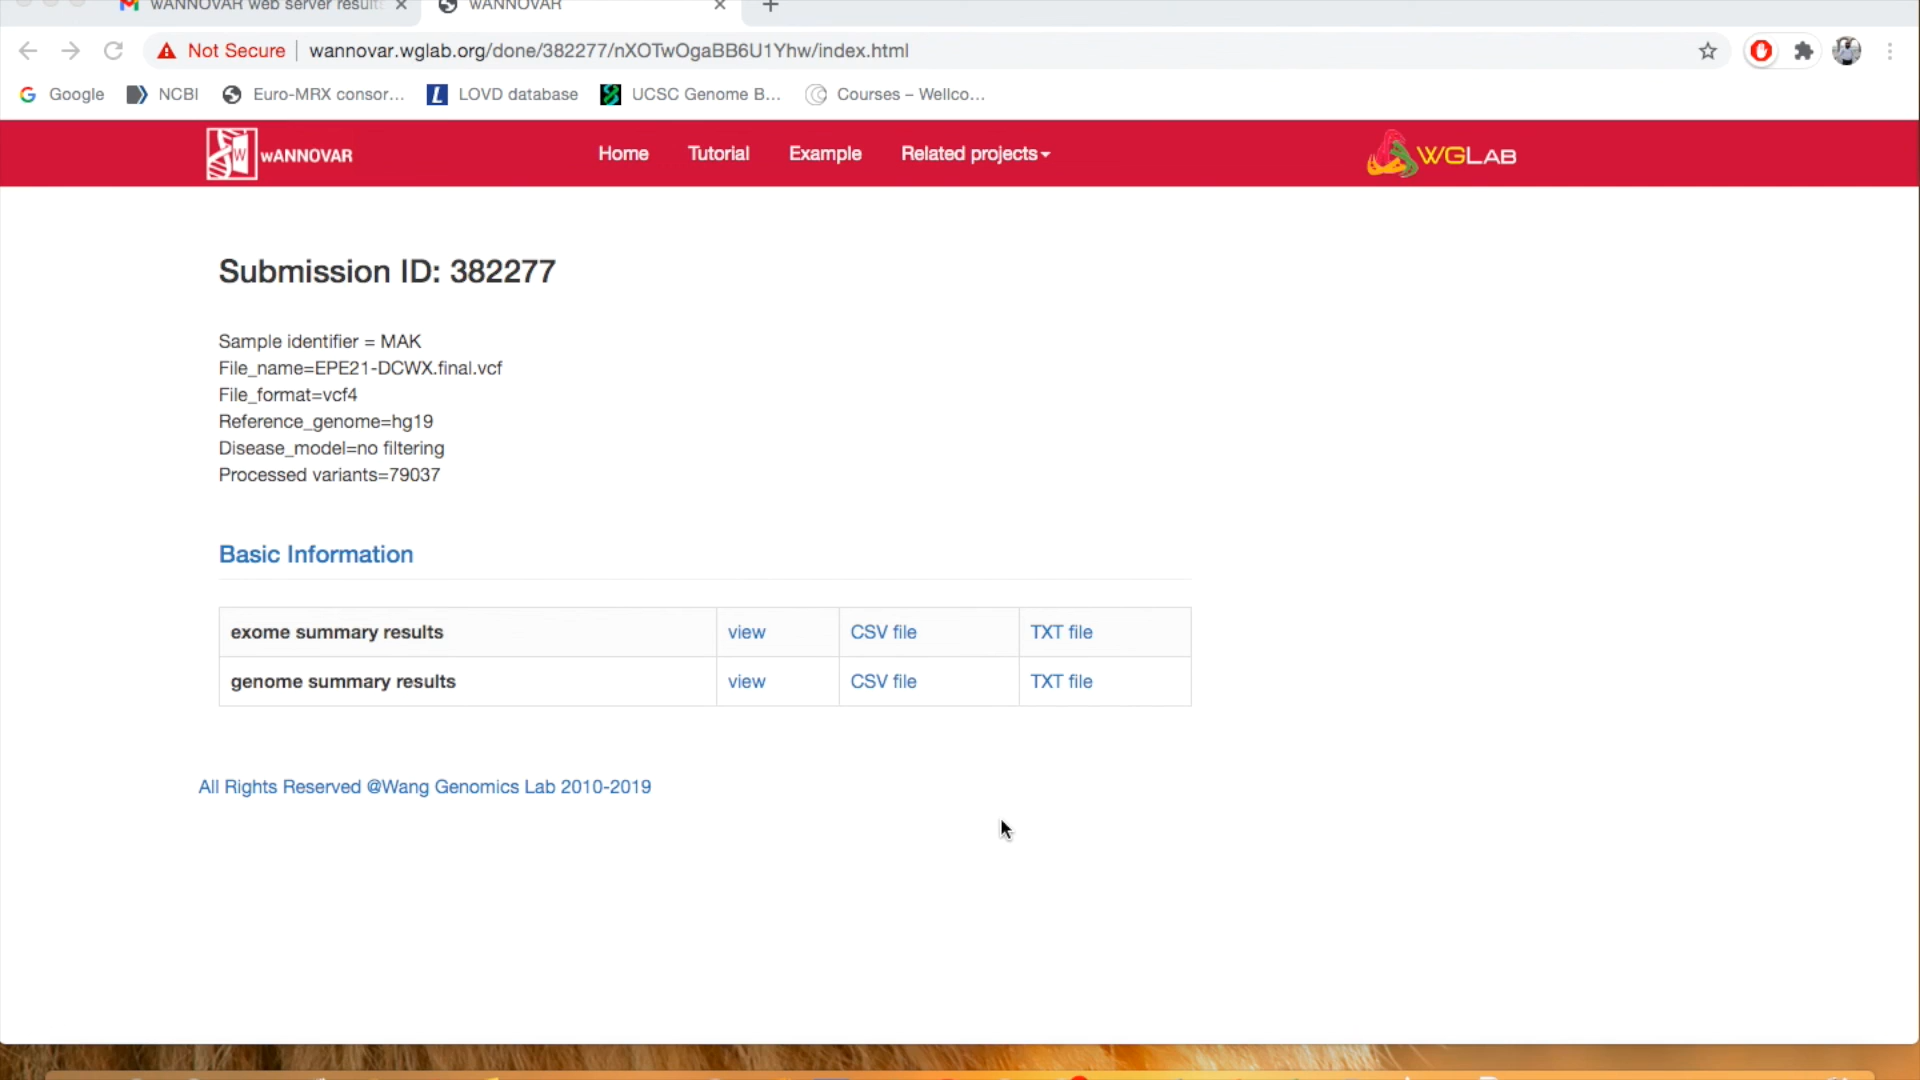 wANNOVAR web server result
wANNOVAR
Not Secure
wannovar.wglab.org/done/382277/nXOTwOgaBB6U1Yhw/index.html
Google
NCBI
Euro-MRX consor...
LOVD database
UCSC Genome B...
Courses – Wellco...
W
wANNOVAR
Home
Tutorial
Example
Related projects
WGLAB
Submission ID: 382277
Sample identifier = MAK
File_name=EPE21-DCWX.final.vcf
File_format=vcf4
Reference_genome=hg19
Disease_model=no filtering
Processed variants=79037
Basic Information
exome summary results view CSV file TXT file
genome summary results view CSV file TXT file
All Rights Reserved @Wang Genomics Lab 2010-2019